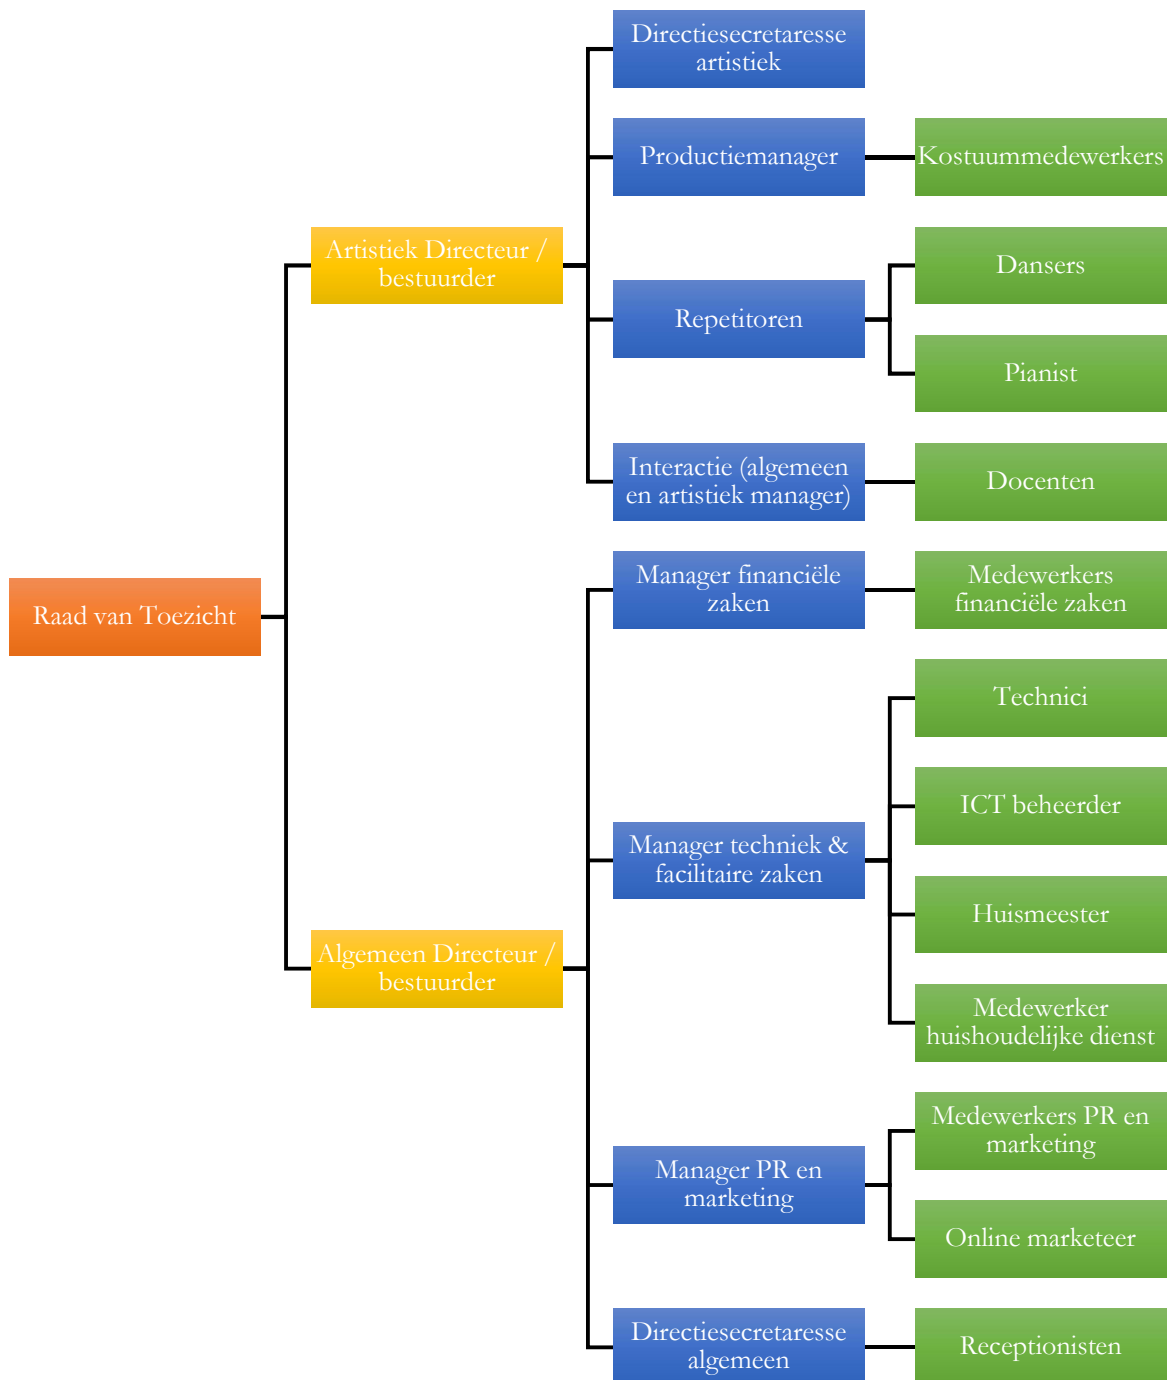 Directiesecretaresse
artistiek
Productiemanager
Kostuummedewerkers
Artistiek Directeur /
bestuurder
Dansers
Repetitoren
Pianist
Interactie (algemeen
en artistiek manager)
Docenten
Raad van Toezicht
Manager financiële
zaken
Medewerkers
financiële zaken
Technici
ICT beheerder
Manager techniek &
facilitaire zaken
Huismeester
Algemeen Directeur /
bestuurder
Medewerker
huishoudelijke dienst
Medewerkers PR en
marketing
Manager PR en
marketing
Online marketeer
Directiesecretaresse
algemeen
Receptionisten